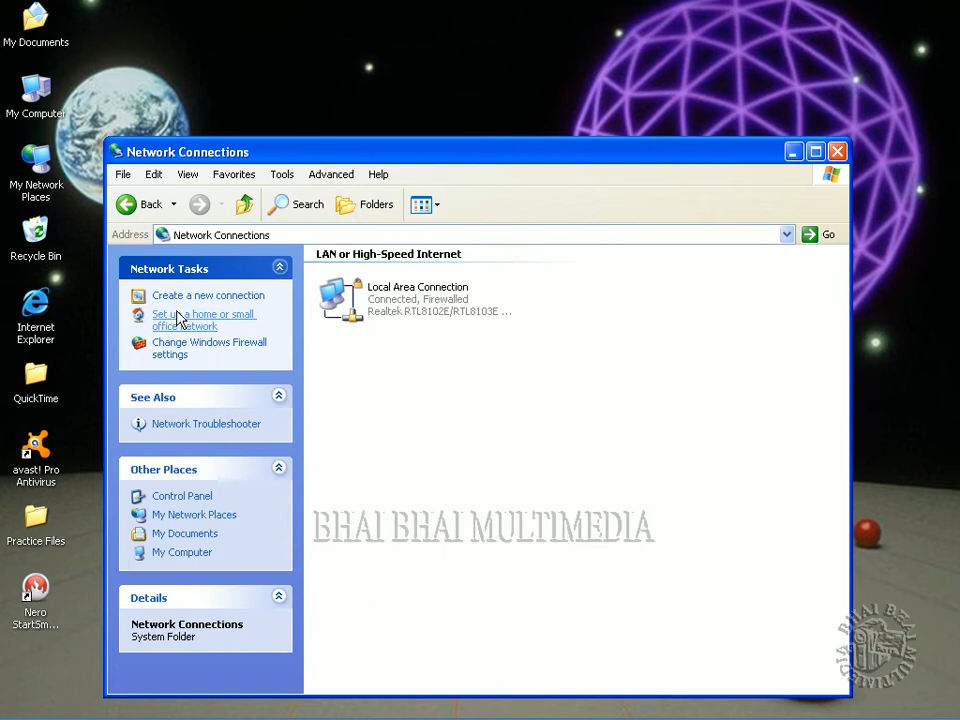 My Documents
My Computer
My Network
Places
Recycle Bin
Internet
Explorer
QuickTime
avast! Pro
Antivirus
Practice Files
Nero
StartSm...
Network Connections
File Edit View Favorites Tools Advanced Help
Back Search Folders
Address Network Connections Go
Network Tasks
Create a new connection
Set up a home or small
office network
Change Windows Firewall
settings
See Also
Network Troubleshooter
Other Places
Control Panel
My Network Places
My Documents
My Computer
Details
Network Connections
System Folder
LAN or High-Speed Internet
Local Area Connection
Connected, Firewalled
Realtek RTL8102E/RTL8103E ...
BHAI BHAI MULTIMEDIA
BHAI BHAI MULTIMEDIA